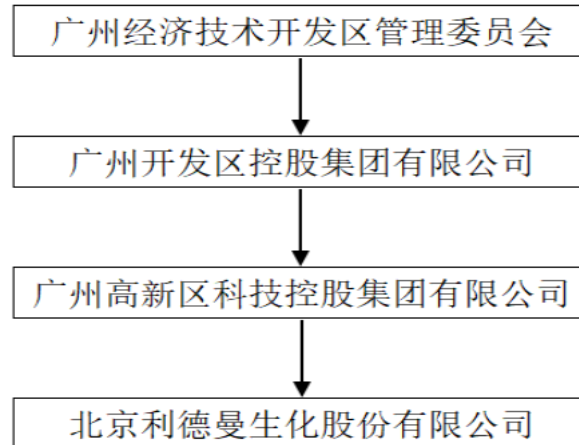 广州经济技术开发区管理委员会
广州开发区控股集团有限公司
广州高新区科技控股集团有限公司
北京利德曼生化股份有限公司